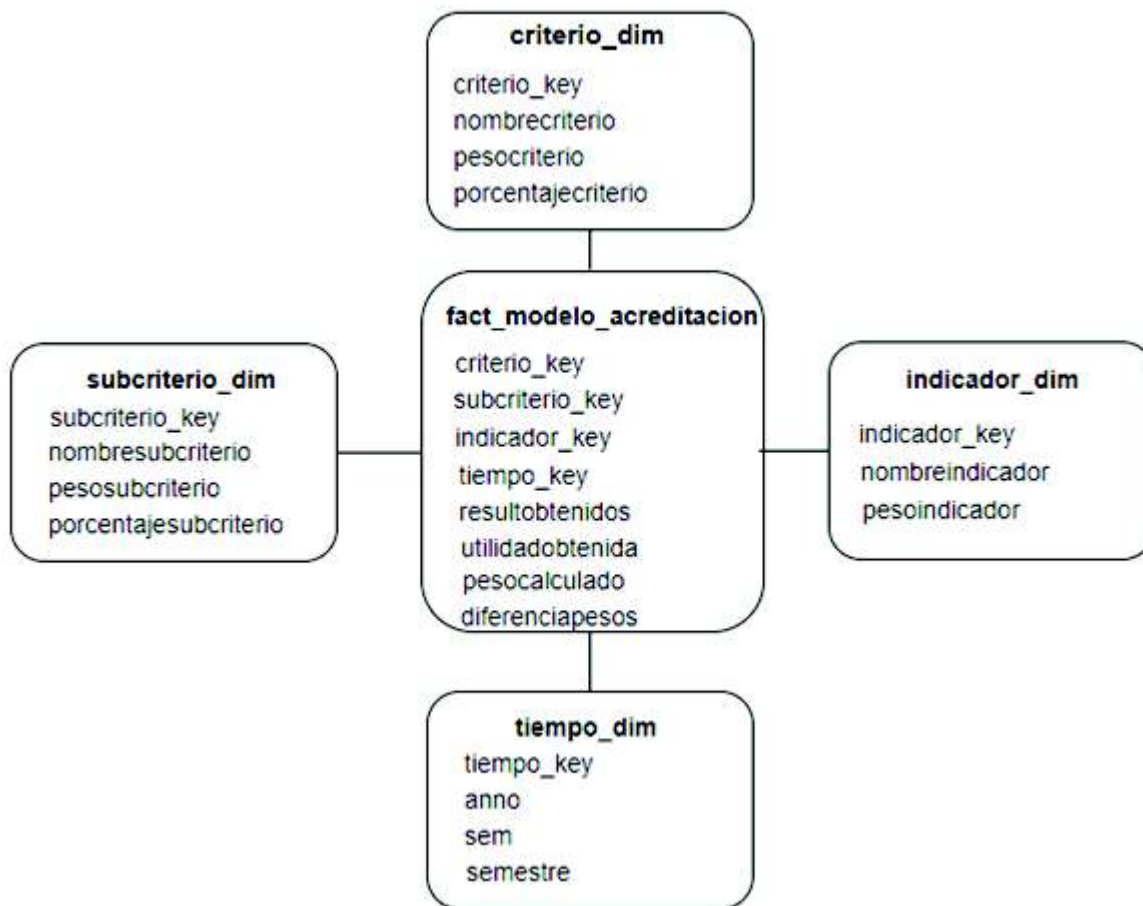 criterio_dim
criterio_key
nombrecriterio
pesocriterio
porcentajecriterio
fact_modelo_acreditacion
criterio_key
subcriterio_key
indicador_key
tiempo_key
resultobtenidos
utilidadobtenida
pesocalculado
diferenciapesos
subcriterio_dim
subcriterio_key
nombresubcriterio
pesosubcriterio
porcentajesubcriterio
indicador_dim
indicador_key
nombreindicador
pesoindicador
tiempo_dim
tiempo_key
anno
sem
semestre